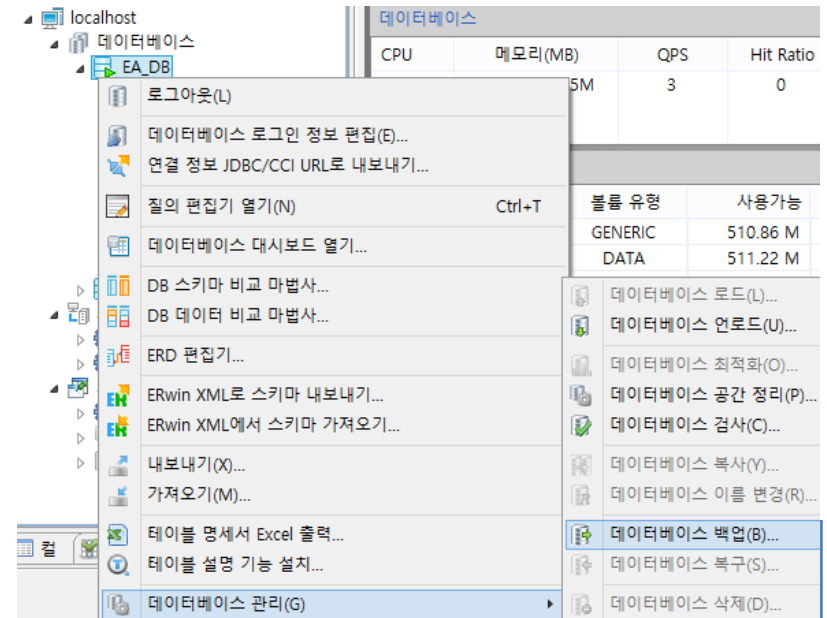 localhost
데이터베이스
EA_DB
데이터베이스
CPU 메모리(MB) QPS Hit Ratio
5M 3 0
볼륨 유형 사용가능
GENERIC 510.86 M
DATA 511.22 M
로그아웃(L)
데이터베이스 로그인 정보 편집(E)...
연결 정보 JDBC/CCI URL로 내보내기...
질의 편집기 열기(N) Ctrl+T
데이터베이스 대시보드 열기...
DB 스키마 비교 마법사...
DB 데이터 비교 마법사...
ERD 편집기...
ERwin XML로 스키마 내보내기...
ERwin XML에서 스키마 가져오기...
내보내기(X)...
가져오기(M)...
테이블 명세서 Excel 출력...
테이블 설명 기능 설치...
데이터베이스 관리(G)
데이터베이스 로드(L)...
데이터베이스 언로드(U)...
데이터베이스 최적화(O)...
데이터베이스 공간 정리(P)...
데이터베이스 검사(C)...
데이터베이스 복사(Y)...
데이터베이스 이름 변경(R)...
데이터베이스 백업(B)...
데이터베이스 복구(S)...
데이터베이스 삭제(D)...
컬